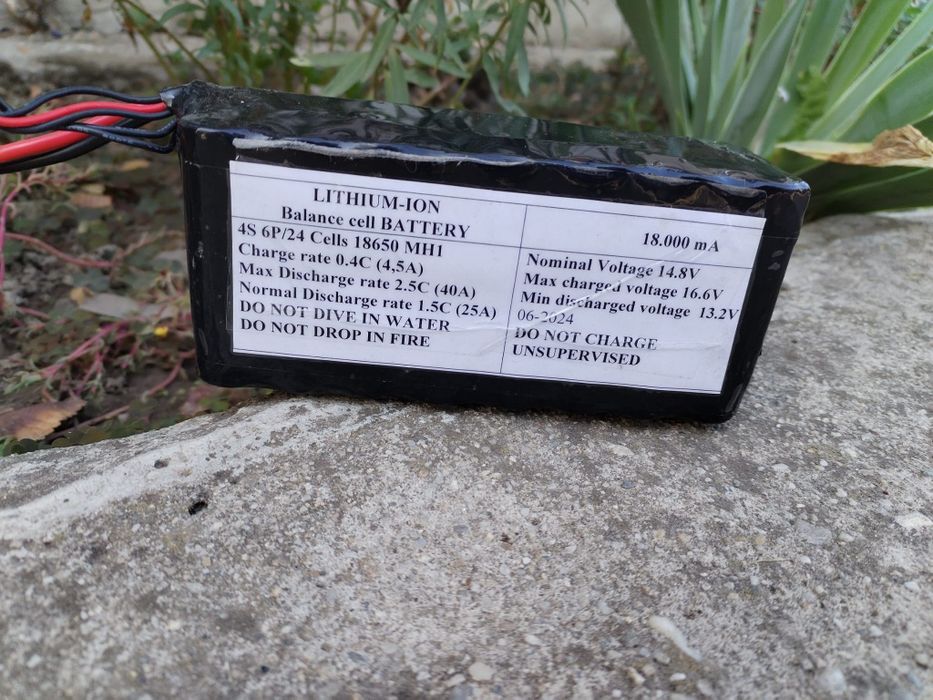 LITHIUM-ION
Balance cell BATTERY
4S 6P/24 Cells 18650 MH1
Charge rate 0.4C (4,5A)
Max Discharge rate 2.5C (40A)
Normal Discharge rate 1.5C (25A)
DO NOT DIVE IN WATER
DO NOT DROP IN FIRE
18.000 mA
Nominal Voltage 14.8V
Max charged voltage 16.6V
Min discharged voltage 13.2V
06-2024
DO NOT CHARGE
UNSUPERVISED